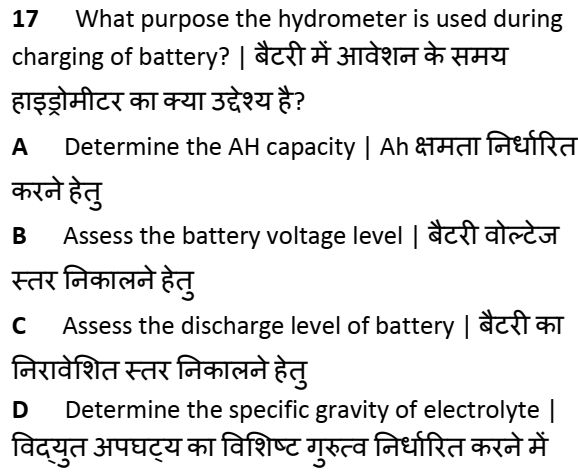 17 What purpose the hydrometer is used during
charging of battery? | बैटरी में आवेशन के समय
हाइड्रोमीटर का क्या उद्देश्य है?
A Determine the AH capacity | Ah क्षमता निर्धारित
करने हेतु
B Assess the battery voltage level | बैटरी वोल्टेज
स्तर निकालने हेतु
C Assess the discharge level of battery | बैटरी का
निरावेशित स्तर निकालने हेतु
D Determine the specific gravity of electrolyte |
विद्युत अपघट्य का विशिष्ट गुरुत्व निर्धारित करने में